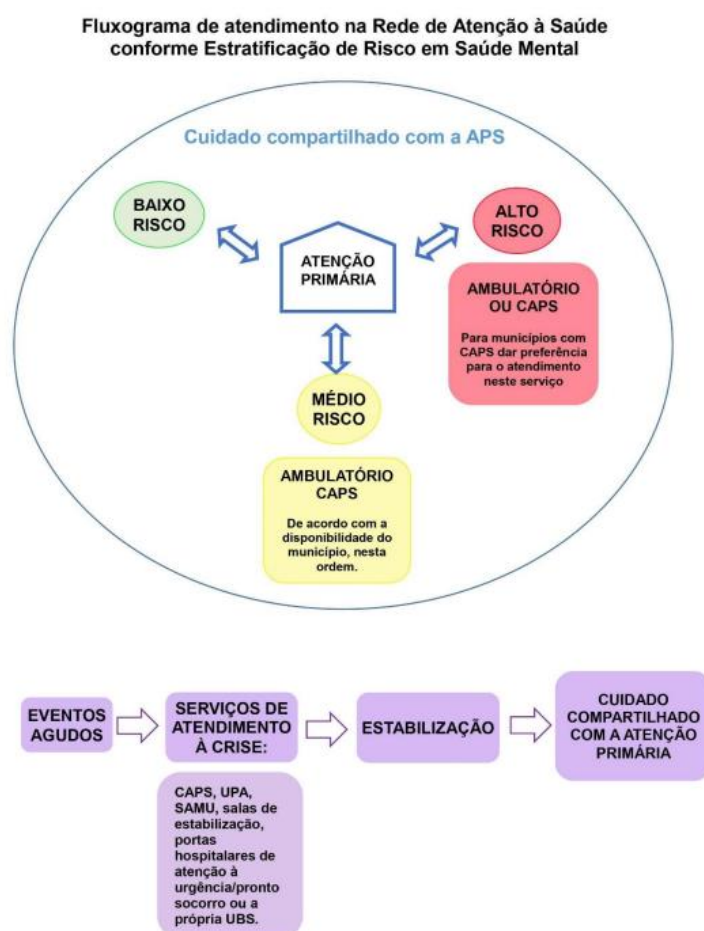 Fluxograma de atendimento na Rede de Atenção à Saúde
conforme Estratificação de Risco em Saúde Mental
Cuidado compartilhado com a APS
BAIXO
RISCO
ATENÇÃO
PRIMÁRIA
ALTO
RISCO
AMBULATÓRIO
OU CAPS
Para municípios com
CAPS dar preferência
para o atendimento
neste serviço
MÉDIO
RISCO
AMBULATÓRIO
CAPS
De acordo com a
disponibilidade do
município, nesta
ordem.
EVENTOS
AGUDOS
SERVIÇOS DE
ATENDIMENTO
À CRISE:
CAPS, UPA,
SAMU, salas de
estabilização,
portas
hospitalares de
atenção à
urgência/pronto
socorro ou a
própria UBS.
ESTABILIZAÇÃO
CUIDADO
COMPARTILHADO
COM A ATENÇÃO
PRIMÁRIA